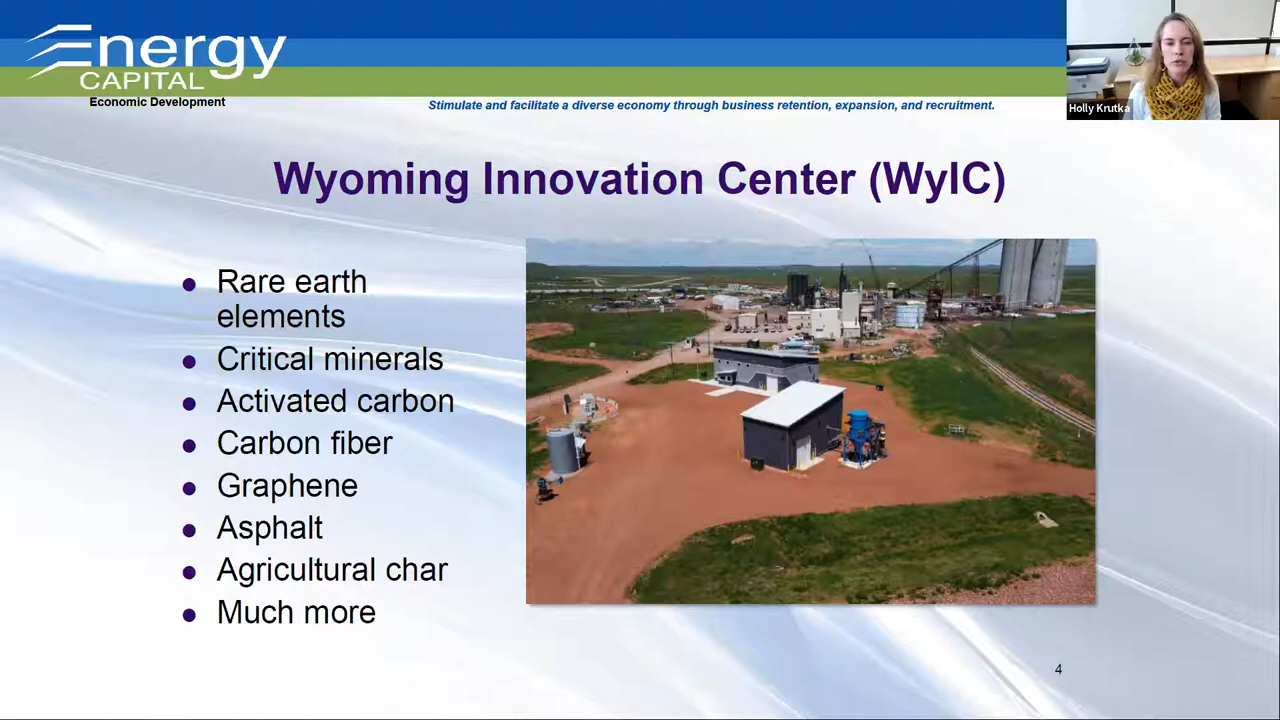 Energy
CAPITAL
Economic Development
Stimulate and facilitate a diverse economy through business retention, expansion, and recruitment.
Holly Krutka
Wyoming Innovation Center (WyIC)
Rare earth
elements
Critical minerals
Activated carbon
Carbon fiber
Graphene
Asphalt
Agricultural char
Much more
4